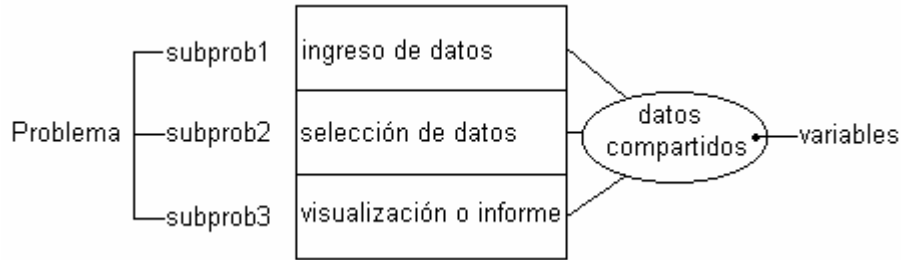 subprob1 ingreso de datos
Problema subprob2 selección de datos
subprob3 visualización o informe
datos
compartidos
variables